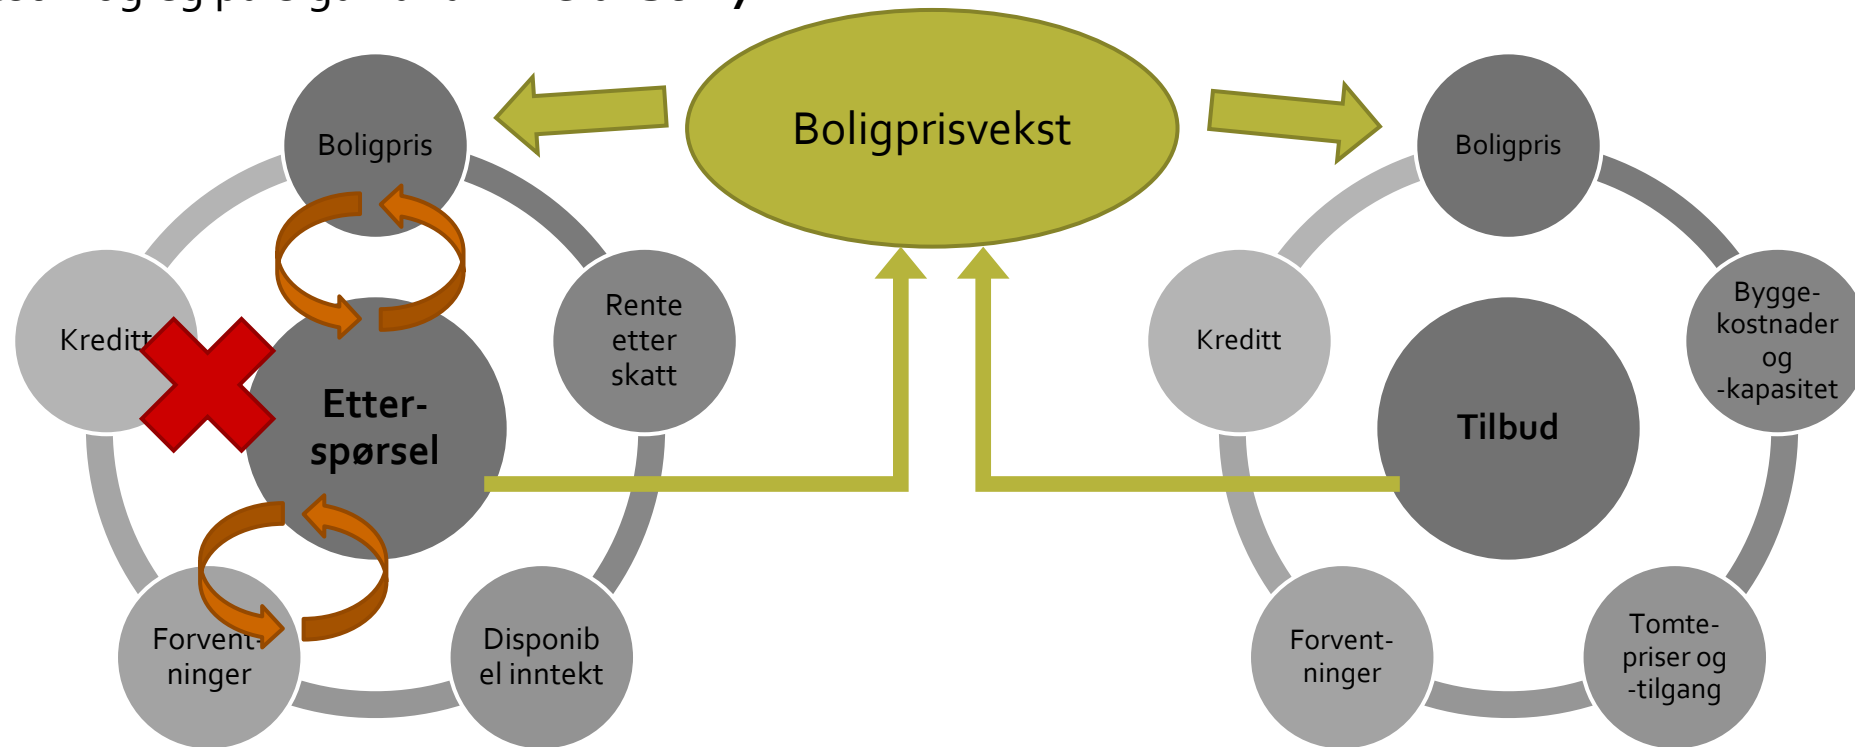 Boligprisvekst
Boligpris
Rente
etter
skatt
Disponib
el inntekt
Forvent-
ninger
Kreditt
Etter-
spørsel
Boligpris
Bygge-
kostnader
og
-kapasitet
Tomte-
priser og
-tilgang
Forvent-
ninger
Kreditt
Tilbud